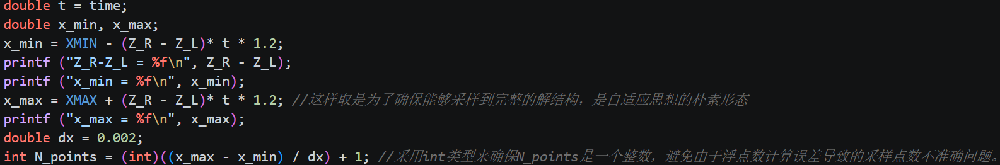 double t = time;
double x_min, x_max;
x_min = XMIN - (Z_R - Z_L)* t * 1.2;
printf ("Z_R-Z_L = %f\n", Z_R - Z_L);
printf ("x_min = %f\n", x_min);
x_max = XMAX + (Z_R - Z_L)* t * 1.2; //这样取是为了确保能够采样到完整的解结构，是自适应思想的朴素形态
printf ("x_max = %f\n", x_max);
double dx = 0.002;
int N_points = (int)((x_max - x_min) / dx) + 1; //采用int类型来确保N_points是一个整数，避免由于浮点数计算误差导致的采样点数不准确问题。